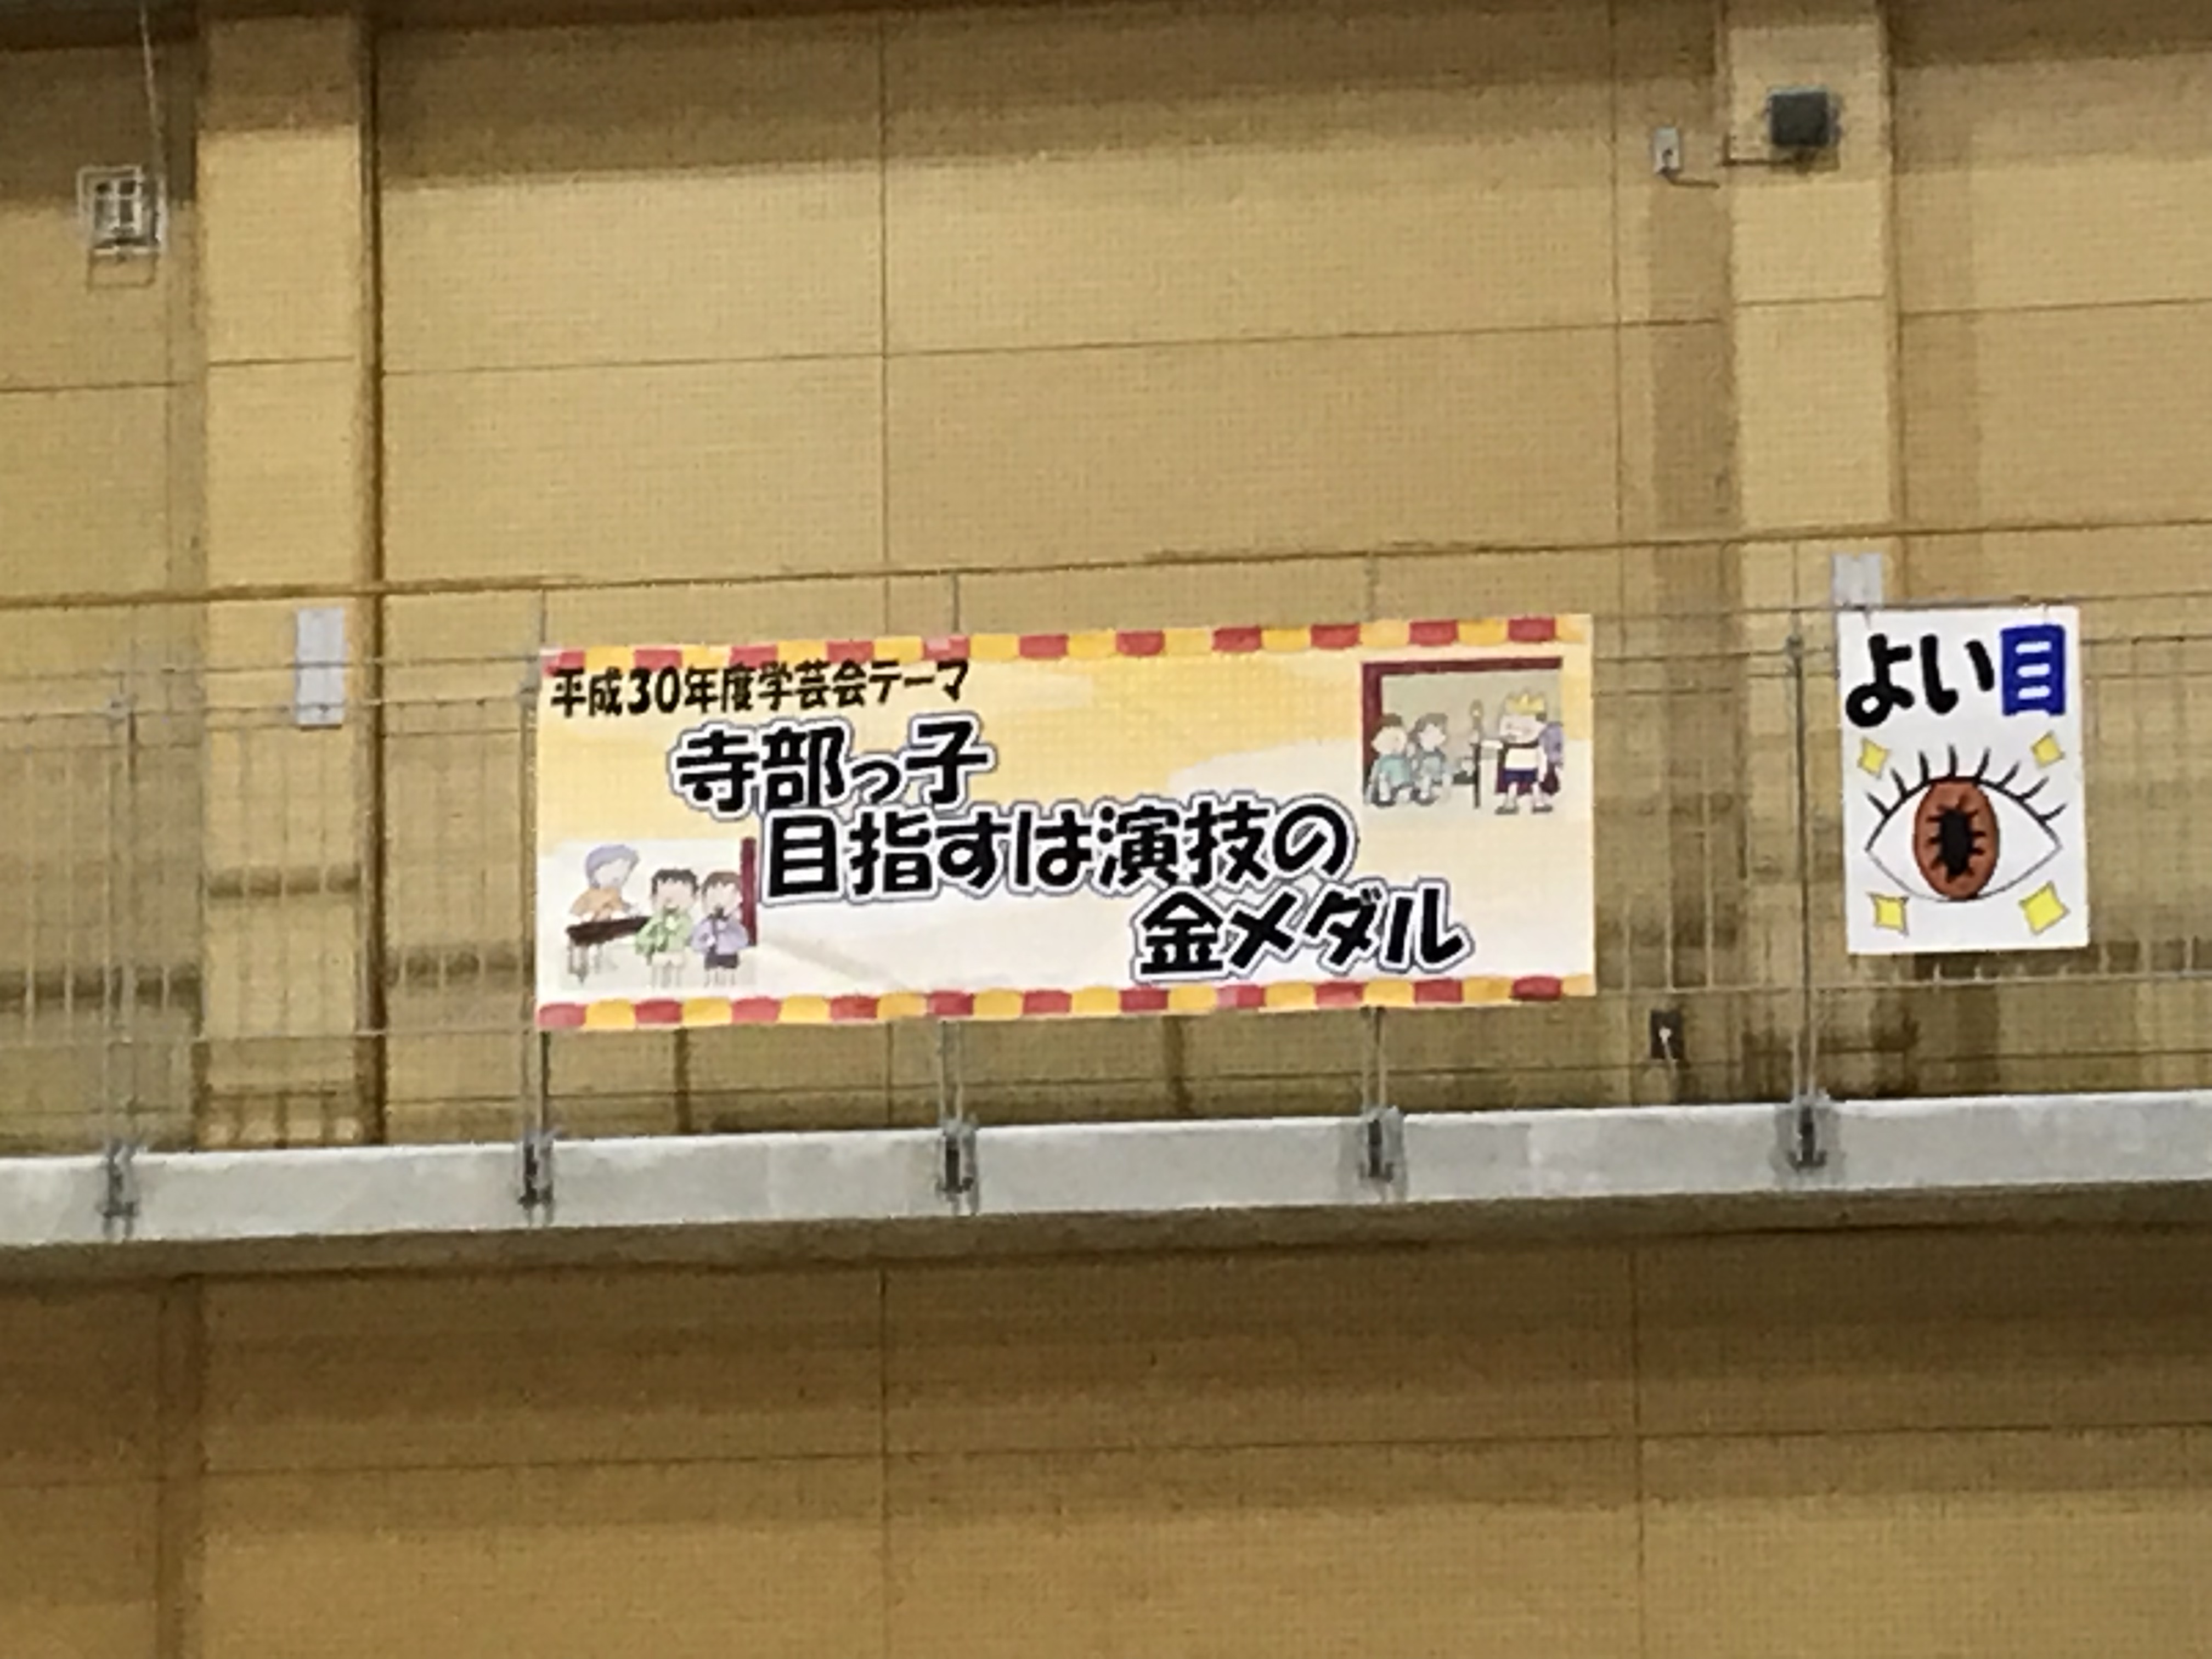 平成30年度学芸会テーマ
寺部っ子
目指すは演技の
金メダル
よい目